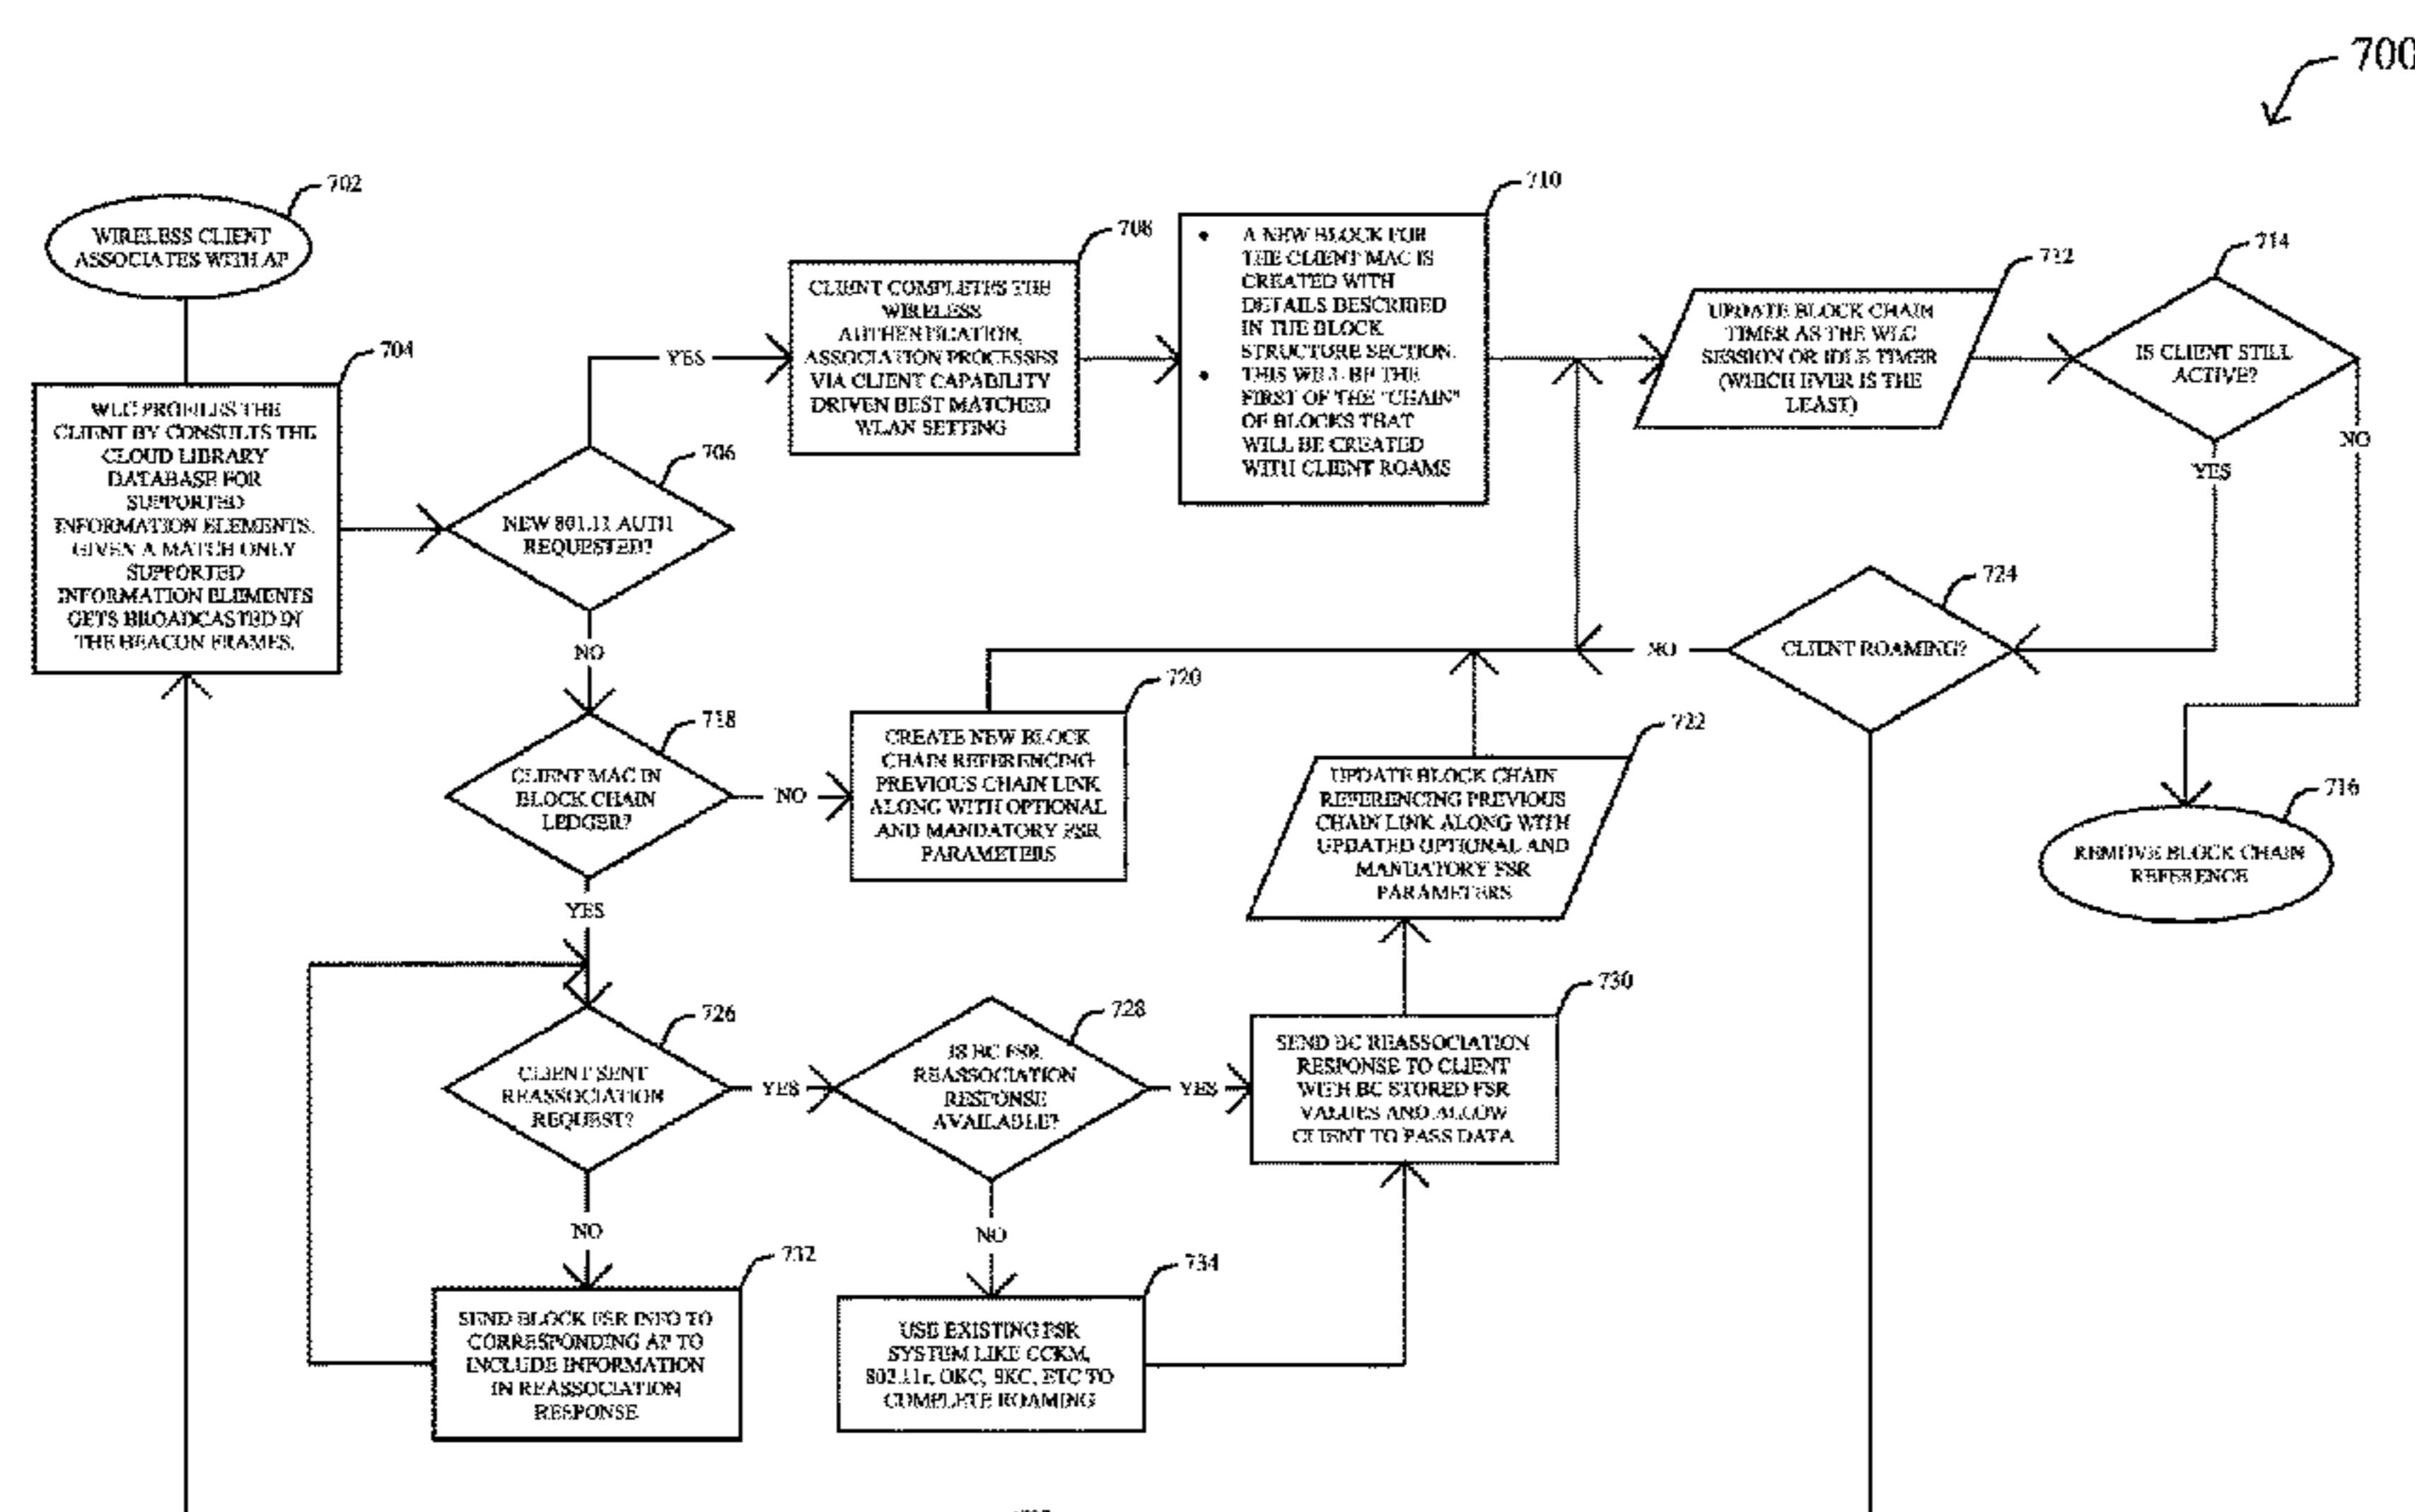 700
702
WIRELESS CLIENT
ASSOCIATES WITH AP
704
WLC PROFILES THE
CLIENT BY CONSULTS THE
CLOUD LIBRARY
DATABASE FOR
SUPPORTED
INFORMATION ELEMENTS.
GIVEN A MATCH ONLY
SUPPORTED
INFORMATION ELEMENTS
GETS BROADCASTED IN
THE BEACON FRAMES.
706
NEW 801.11 AUTH
REQUESTED?
YES
NO
708
CLIENT COMPLETES THE
WIRELESS
AUTHENTICATION,
ASSOCIATION PROCESSES
VIA CLIENT CAPABILITY
DRIVEN BEST MATCHED
WLAN SETTING
710
• A NEW BLOCK FOR
THE CLIENT MAC IS
CREATED WITH
DETAILS DESCRIBED
IN THE BLOCK
STRUCTURE SECTION.
• THIS WILL BE THE
FIRST OF THE "CHAIN"
OF BLOCKS THAT
WILL BE CREATED
WITH CLIENT ROAMS
712
UPDATE BLOCK CHAIN
TIMER AS THE WLC
SESSION OR IDLE TIMER
(WHICH EVER IS THE
LEAST)
714
IS CLIENT STILL
ACTIVE?
YES
NO
716
REMOVE BLOCK CHAIN
REFERENCE
724
CLIENT ROAMING?
NO
718
CLIENT MAC IN
BLOCK CHAIN
LEDGER?
NO
YES
720
CREATE NEW BLOCK
CHAIN REFERENCING
PREVIOUS CHAIN LINK
ALONG WITH OPTIONAL
AND MANDATORY FSR
PARAMETERS
722
UPDATE BLOCK CHAIN
REFERENCING PREVIOUS
CHAIN LINK ALONG WITH
UPDATED OPTIONAL AND
MANDATORY FSR
PARAMETERS
726
CLIENT SENT
REASSOCIATION
REQUEST?
YES
NO
728
IS BC FSR
REASSOCIATION
RESPONSE
AVAILABLE?
YES
NO
730
SEND BC REASSOCIATION
RESPONSE TO CLIENT
WITH BC STORED FSR
VALUES AND ALLOW
CLIENT TO PASS DATA
732
SEND BLOCK FSR INFO TO
CORRESPONDING AP TO
INCLUDE INFORMATION
IN REASSOCIATION
RESPONSE
734
USE EXISTING FSR
SYSTEM LIKE CCKM,
802.11r, OKC, SKC, ETC TO
COMPLETE ROAMING